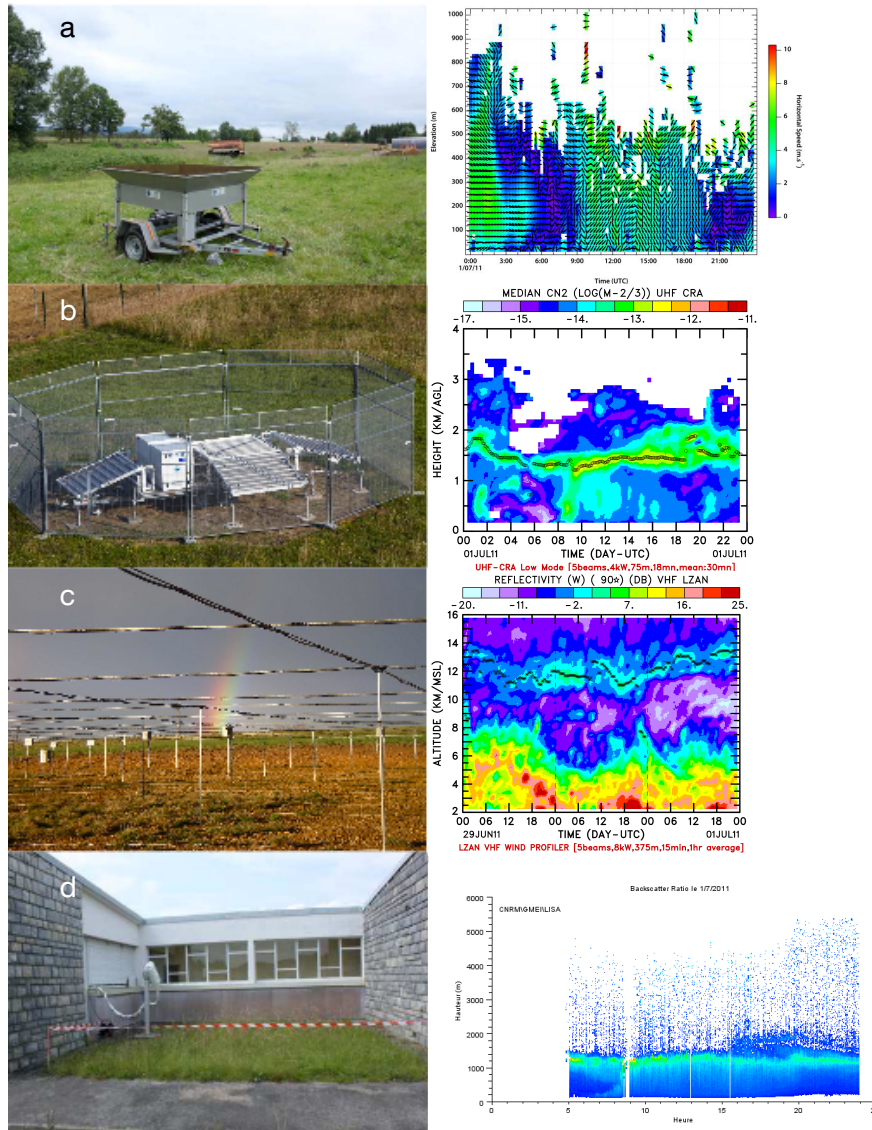 a
1000
900
800
700
600
500
400
300
200
100
Elevation (m)
0:00 3:00 6:00 9:00 12:00 15:00 18:00 21:00
1/07/11
Time (UTC)
10
8
6
4
2
0
Horizontal Speed (m.s⁻¹)
b
MEDIAN CN2 (LOG(M-2/3)) UHF CRA
-17. -15. -14. -13. -12. -11.
4
3
2
1
0
HEIGHT (KM/AGL)
00 02 04 06 08 10 12 14 16 18 20 22 00
01JUL11 TIME (DAY-UTC) 01JUL11
UHF-CRA Low Mode [5beams,4kW,75m,18mn,mean:30mn]
c
REFLECTIVITY (W) ( 90☆) (DB) VHF LZAN
-20. -11. -2. 7. 16. 25.
16
15
14
12
10
8
6
4
2
ALTITUDE (KM/MSL)
00 06 12 18 00 06 12 18 00 06 12 18 00
29JUN11 TIME (DAY-UTC) 01JUL11
LZAN VHF WIND PROFILER [5beams,8kW,375m,15min,1hr average]
d
Backscatter Ratio le 1/7/2011
CNRM\GMEI\LISA
6000
5000
4000
3000
2000
1000
0
Hauteur (m)
0 5 10 15 20
Heure